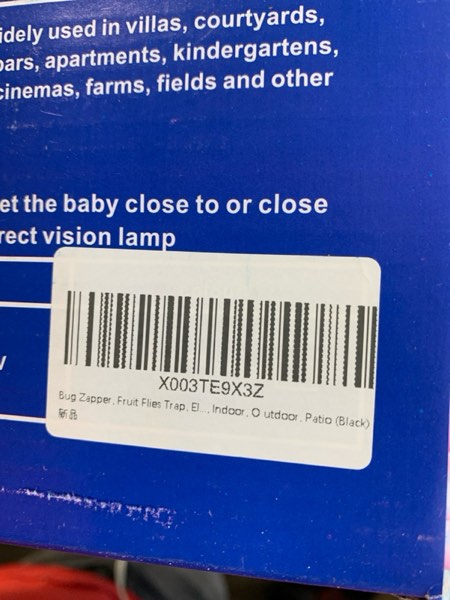 idely used in villas, courtyards,
bars, apartments, kindergartens,
cinemas, farms, fields and other
et the baby close to or close
rect vision lamp
X003TE9X3Z
Bug Zapper, Fruit Flies Trap, El..., Indoor, O utdoor, Patio (Black)
新品